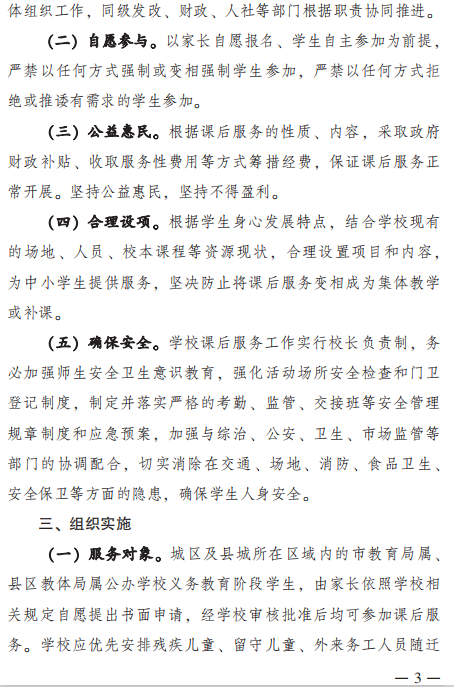 体组织工作，同级发改、财政、人社等部门根据职责协同推进。
（二）自愿参与。以家长自愿报名、学生自主参加为前提，
严禁以任何方式强制或变相强制学生参加，严禁以任何方式拒
绝或推诿有需求的学生参加。
（三）公益惠民。根据课后服务的性质、内容，采取政府
财政补贴、收取服务性费用等方式筹措经费，保证课后服务正
常开展。坚持公益惠民，坚持不得盈利。
（四）合理设项。根据学生身心发展特点，结合学校现有
的场地、人员、校本课程等资源现状，合理设置项目和内容，
为中小学生提供服务，坚决防止将课后服务变相成为集体教学
或补课。
（五）确保安全。学校课后服务工作实行校长负责制，务
必加强师生安全卫生意识教育，强化活动场所安全检查和门卫
登记制度，制定并落实严格的考勤、监管、交接班等安全管理
规章制度和应急预案，加强与综治、公安、卫生、市场监管等
部门的协调配合，切实消除在交通、场地、消防、食品卫生、
安全保卫等方面的隐患，确保学生人身安全。
三、组织实施
（一）服务对象。城区及县城所在区域内的市教育局属、
县区教体局属公办学校义务教育阶段学生，由家长依照学校相
关规定自愿提出书面申请，经学校审核批准后均可参加课后服
务。学校应优先安排残疾儿童、留守儿童、外来务工人员随迁
— 3 —